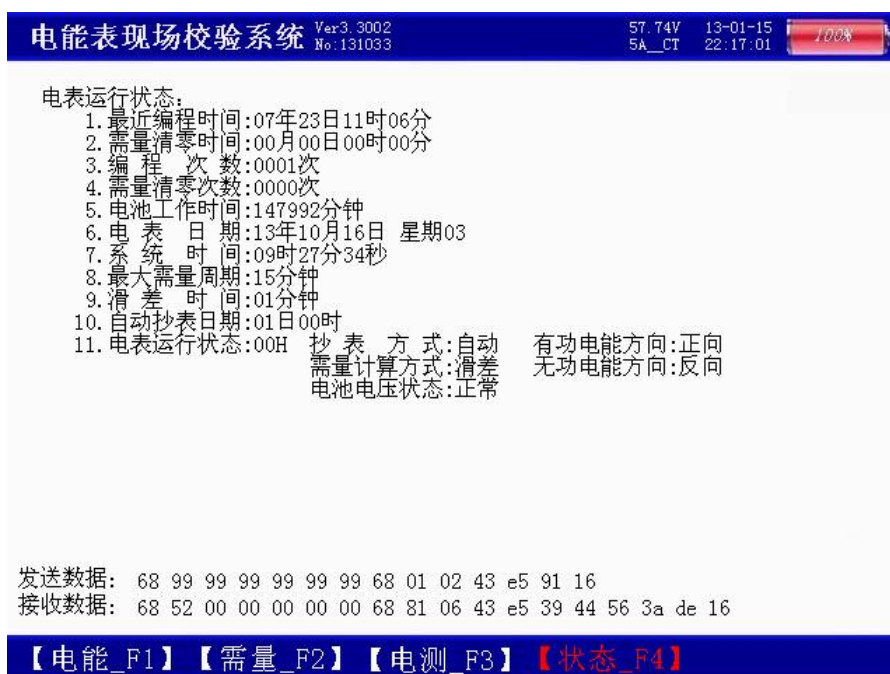 电能表现场校验系统 Ver3.3002 57.74V 13-01-15 100%
No:131033 5A__CT 22:17:01
电表运行状态:
1.最近编程时间:07年23日11时06分
2.需量清零时间:00月00日00时00分
3.编 程 次 数:0001次
4.需量清零次数:0000次
5.电池工作时间:147992分钟
6.电 表 日 期:13年10月16日 星期03
7.系 统 时 间:09时27分34秒
8.最大需量周期:15分钟
9.滑 差 时 间:01分钟
10.自动抄表日期:01日00时
11.电表运行状态:00H 抄 表 方 式:自动 有功电能方向:正向
需量计算方式:滑差 无功电能方向:反向
电池电压状态:正常
发送数据: 68 99 99 99 99 99 99 68 01 02 43 e5 91 16
接收数据: 68 52 00 00 00 00 00 68 81 06 43 e5 39 44 56 3a de 16
【电能_F1】【需量_F2】【电测_F3】【状态_F4】